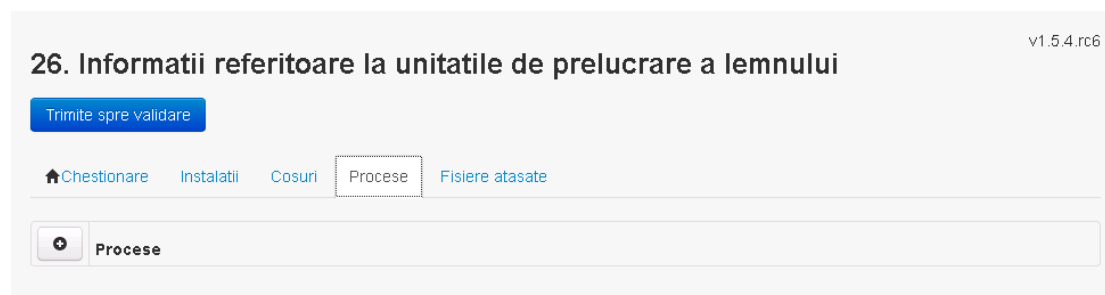 v1.5.4.rc6
26. Informatii referitoare la unitatile de prelucrare a lemnului
Trimite spre validare
Chestionare Instalatii Cosuri Procese Fisiere atasate
Procese